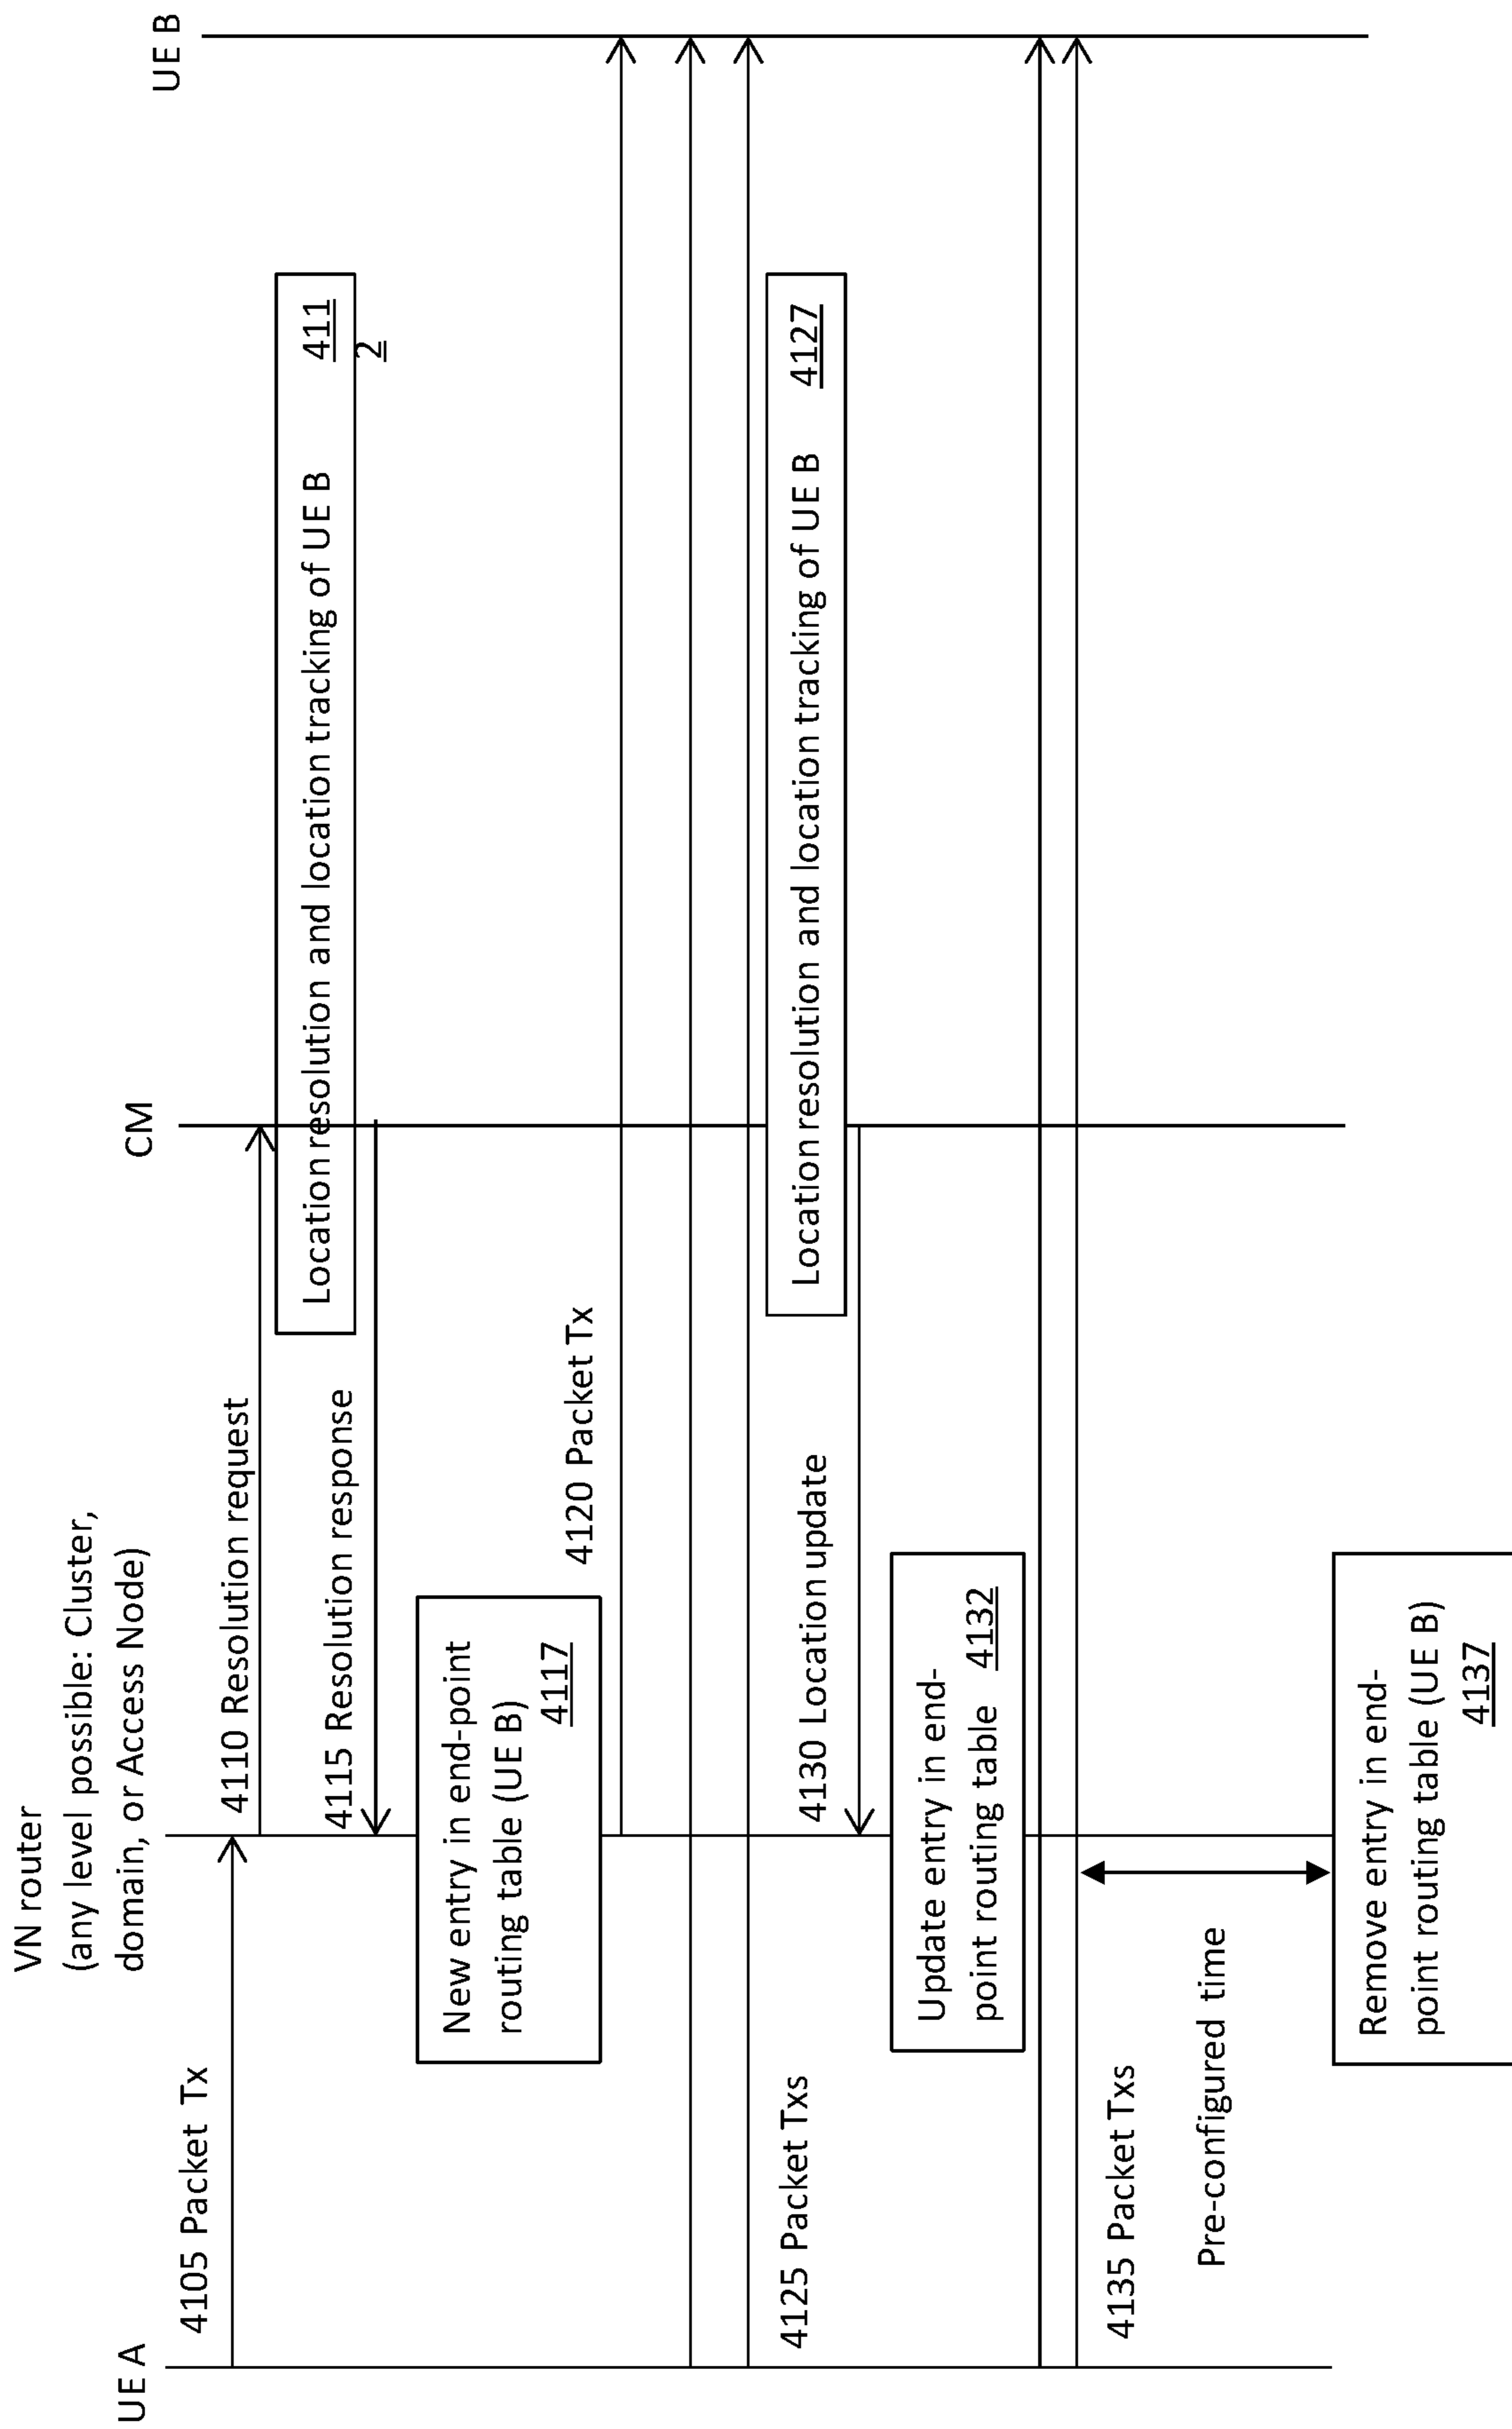 UE A
VN router
(any level possible: Cluster,
domain, or Access Node)
CM
UE B
4105 Packet Tx
4110 Resolution request
Location resolution and location tracking of UE B 411
2
4115 Resolution response
New entry in end-point
routing table (UE B)
4117
4120 Packet Tx
4125 Packet Txs
Location resolution and location tracking of UE B 4127
4130 Location update
Update entry in end-
point routing table 4132
4135 Packet Txs
Pre-configured time
Remove entry in end-
point routing table (UE B)
4137